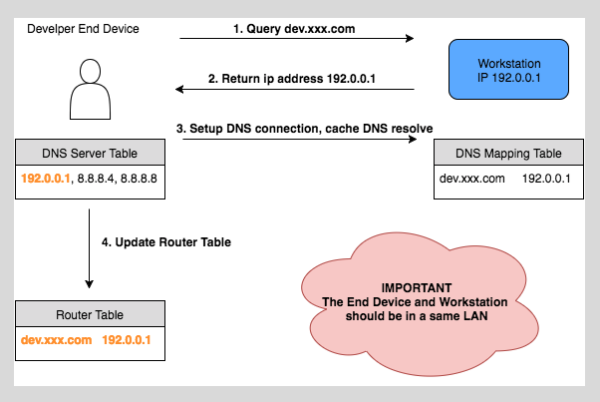 Develper End Device
1. Query dev.xxx.com
Workstation
IP 192.0.0.1
2. Return ip address 192.0.0.1
3. Setup DNS connection, cache DNS resolve
DNS Server Table
192.0.0.1, 8.8.8.4, 8.8.8.8
DNS Mapping Table
dev.xxx.com 192.0.0.1
4. Update Router Table
IMPORTANT
The End Device and Workstation
should be in a same LAN
Router Table
dev.xxx.com 192.0.0.1